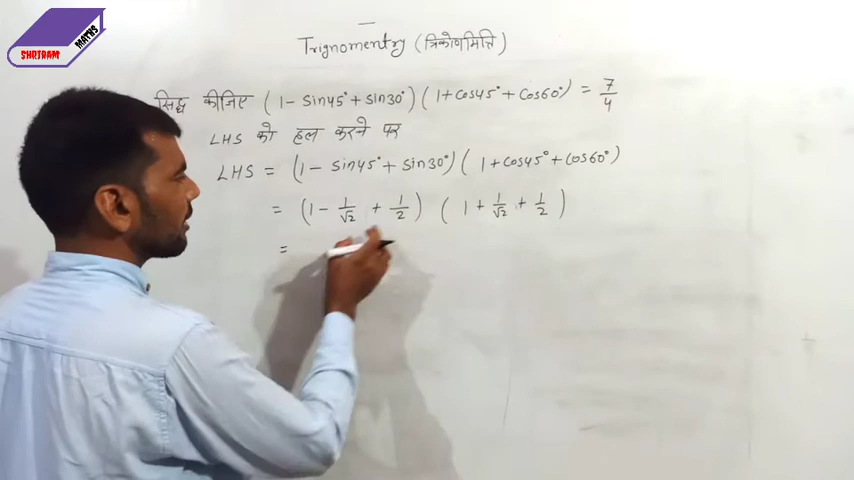 SHRIRAM
MATHS
Trignomentry (त्रिकोणमित्ति)
सिद्ध कीजिए (1 - Sin45° + Sin30°) (1 + Cos45° + Cos60°) = 7/4
LHS को हल करने पर
LHS = (1 - Sin45° + Sin30°) (1 + Cos45° + Cos60°)
= (1 - 1/√2 + 1/2) (1 + 1/√2 + 1/2)
=